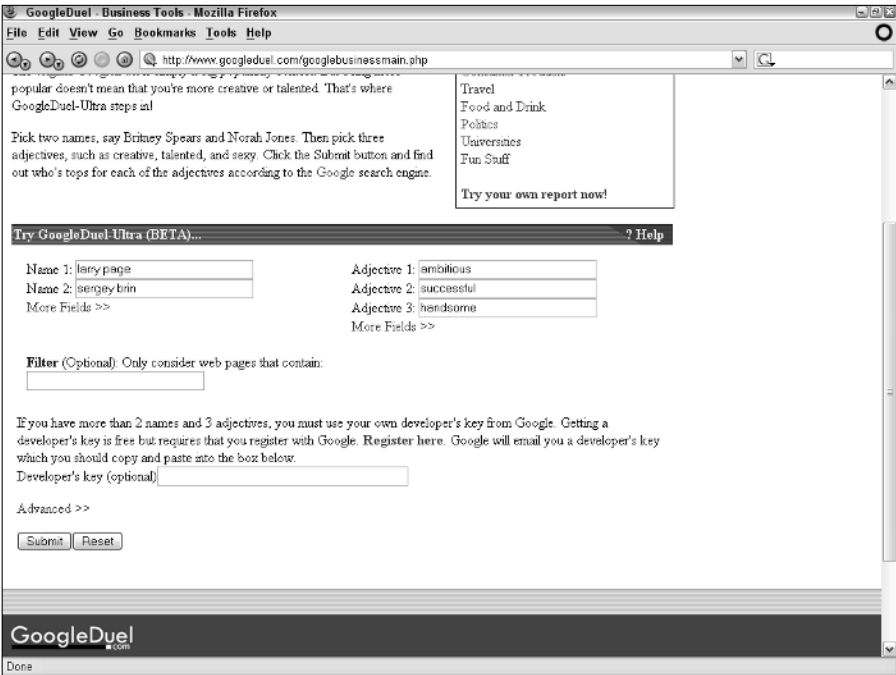 GoogleDuel - Business Tools - Mozilla Firefox
File Edit View Go Bookmarks Tools Help
http://www.googleduel.com/googlebusinessmain.php
popular doesn't mean that you're more creative or talented. That's where
GoogleDuel-Ultra steps in!
Pick two names, say Britney Spears and Norah Jones. Then pick three
adjectives, such as creative, talented, and sexy. Click the Submit button and find
out who's tops for each of the adjectives according to the Google search engine.
Travel
Food and Drink
Politics
Universities
Fun Stuff
Try your own report now!
Try GoogleDuel-Ultra (BETA)... ? Help
Name 1: larry page
Name 2: sergey brin
More Fields >>
Adjective 1: ambitious
Adjective 2: successful
Adjective 3: handsome
More Fields >>
Filter (Optional): Only consider web pages that contain:
If you have more than 2 names and 3 adjectives, you must use your own developer's key from Google. Getting a
developer's key is free but requires that you register with Google. Register here. Google will email you a developer's key
which you should copy and paste into the box below.
Developer's key (optional)
Advanced >>
Submit Reset
GoogleDuel
.com
Done